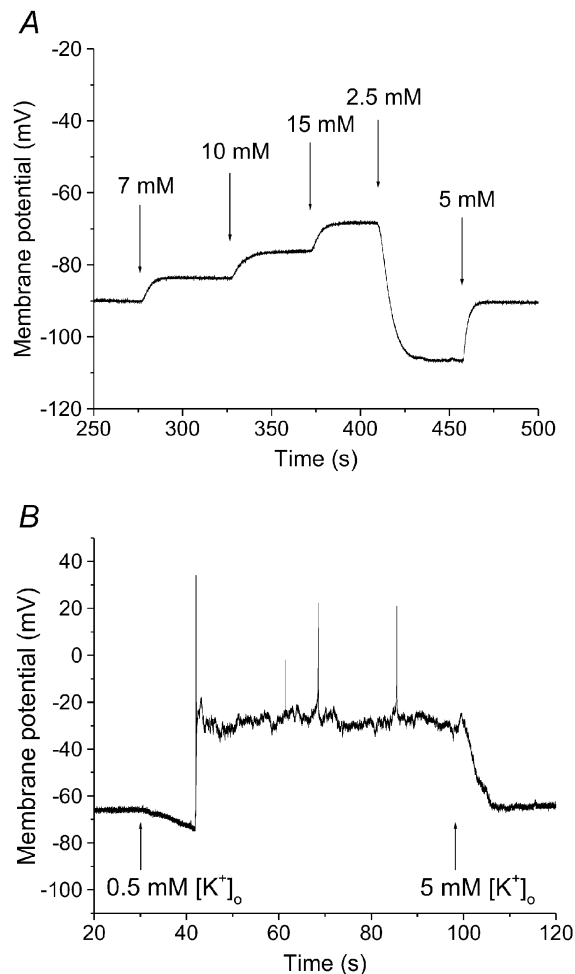 A
Membrane potential (mV)
-20
-40
-60
-80
-100
-120
7 mM
10 mM
15 mM
2.5 mM
5 mM
250 300 350 400 450 500
Time (s)
B
Membrane potential (mV)
40
20
0
-20
-40
-60
-80
-100
0.5 mM [K⁺]ₒ
5 mM [K⁺]ₒ
20 40 60 80 100 120
Time (s)